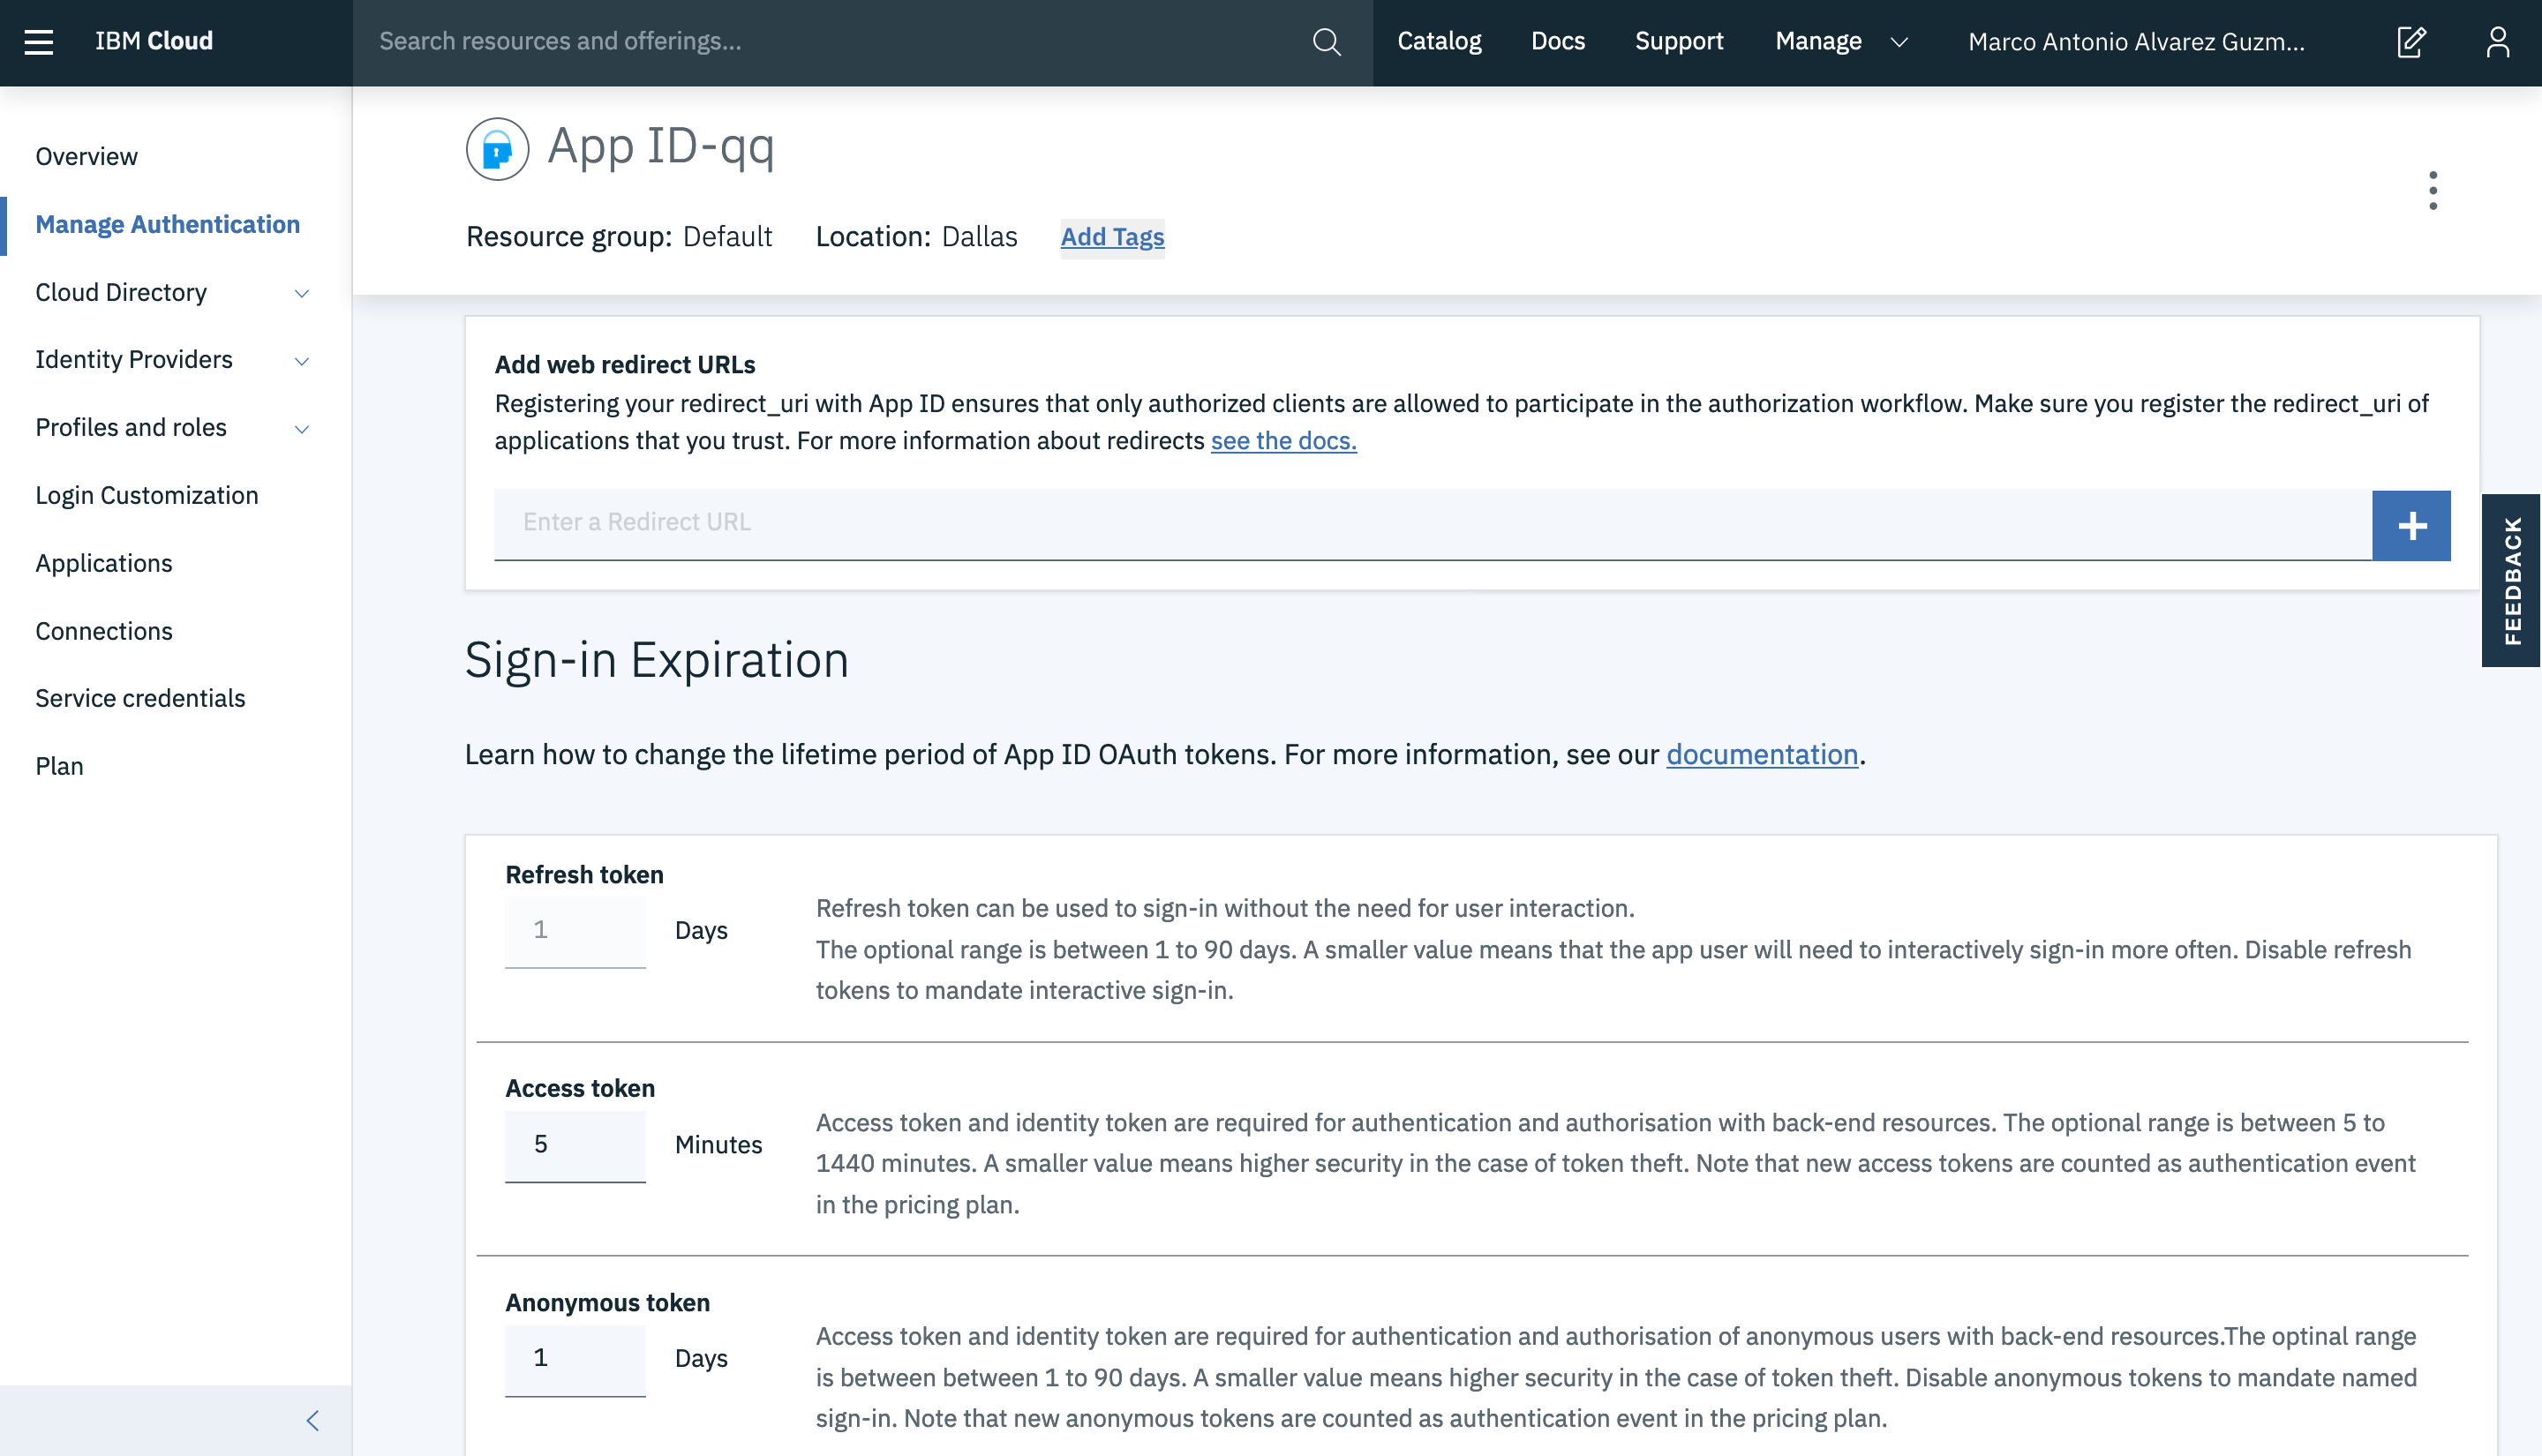 IBM Cloud
Search resources and offerings...
Catalog
Docs
Support
Manage
Marco Antonio Alvarez Guzm...
Overview
Manage Authentication
Cloud Directory
Identity Providers
Profiles and roles
Login Customization
Applications
Connections
Service credentials
Plan
App ID-qq
Resource group: Default
Location: Dallas
Add Tags
Add web redirect URLs
Registering your redirect_uri with App ID ensures that only authorized clients are allowed to participate in the authorization workflow. Make sure you register the redirect_uri of
applications that you trust. For more information about redirects see the docs.
Enter a Redirect URL
FEEDBACK
Sign-in Expiration
Learn how to change the lifetime period of App ID OAuth tokens. For more information, see our documentation.
Refresh token
1 Days
Refresh token can be used to sign-in without the need for user interaction.
The optional range is between 1 to 90 days. A smaller value means that the app user will need to interactively sign-in more often. Disable refresh
tokens to mandate interactive sign-in.
Access token
5 Minutes
Access token and identity token are required for authentication and authorisation with back-end resources. The optional range is between 5 to
1440 minutes. A smaller value means higher security in the case of token theft. Note that new access tokens are counted as authentication event
in the pricing plan.
Anonymous token
1 Days
Access token and identity token are required for authentication and authorisation of anonymous users with back-end resources.The optinal range
is between between 1 to 90 days. A smaller value means higher security in the case of token theft. Disable anonymous tokens to mandate named
sign-in. Note that new anonymous tokens are counted as authentication event in the pricing plan.